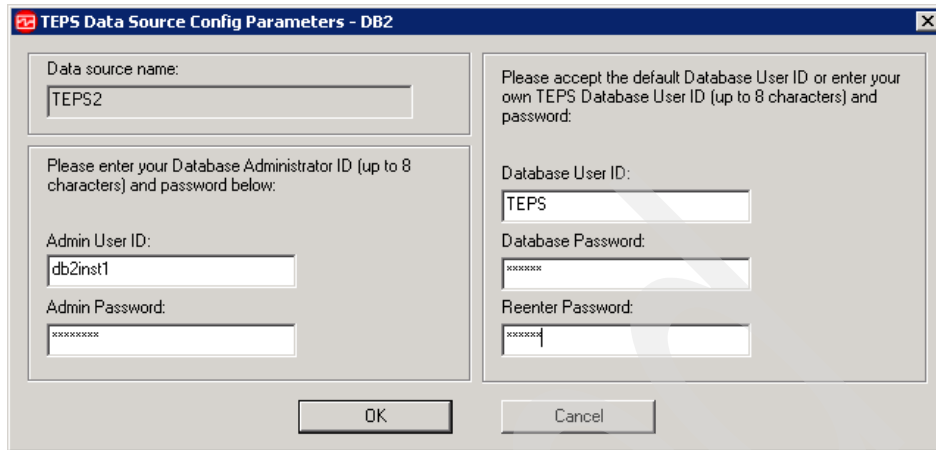 TEPS Data Source Config Parameters - DB2
Data source name:
TEPS2
Please enter your Database Administrator ID (up to 8
characters) and password below:
Admin User ID:
db2inst1
Admin Password:
********
Please accept the default Database User ID or enter your
own TEPS Database User ID (up to 8 characters) and
password:
Database User ID:
TEPS
Database Password:
******
Reenter Password:
******
OK
Cancel